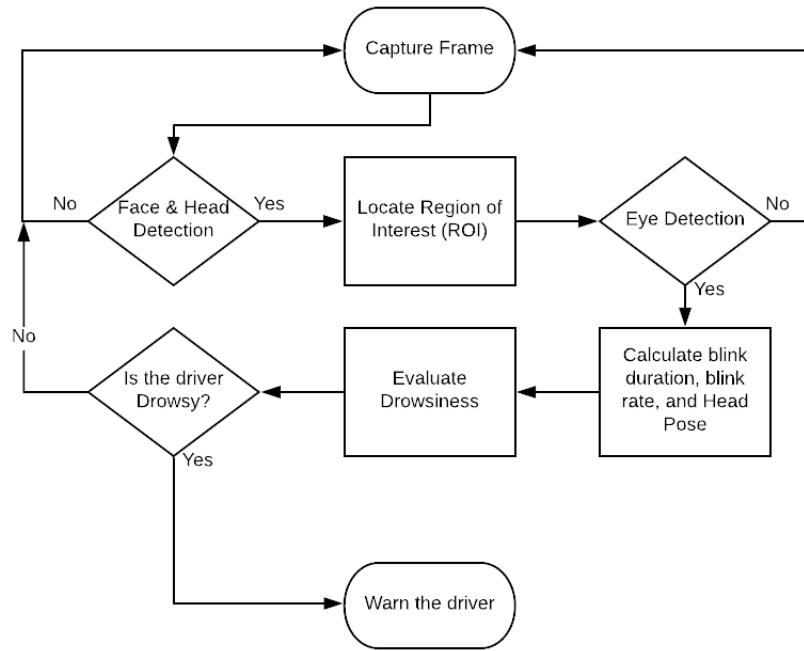 Capture Frame
No
Face & Head
Detection
Yes
Locate Region of
Interest (ROI)
Eye Detection
No
Yes
No
Is the driver
Drowsy?
Yes
Evaluate
Drowsiness
Calculate blink
duration, blink
rate, and Head
Pose
Warn the driver